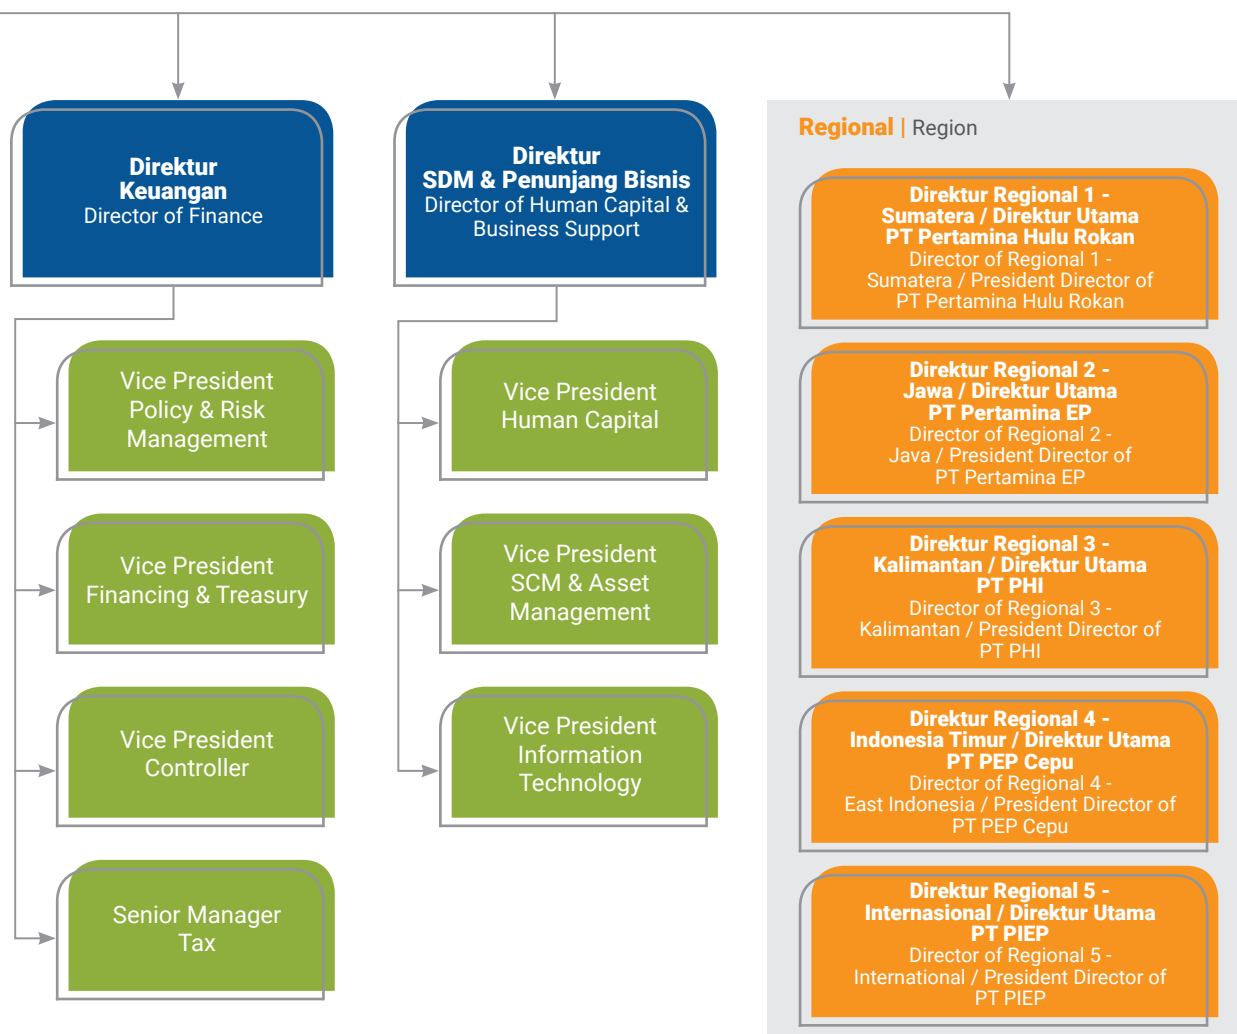 Direktur
Keuangan
Director of Finance
Vice President
Policy & Risk
Management
Vice President
Financing & Treasury
Vice President
Controller
Senior Manager
Tax
Direktur
SDM & Penunjang Bisnis
Director of Human Capital &
Business Support
Vice President
Human Capital
Vice President
SCM & Asset
Management
Vice President
Information
Technology
Regional | Region
Direktur Regional 1 -
Sumatera / Direktur Utama
PT Pertamina Hulu Rokan
Director of Regional 1 -
Sumatera / President Director of
PT Pertamina Hulu Rokan
Direktur Regional 2 -
Jawa / Direktur Utama
PT Pertamina EP
Director of Regional 2 -
Java / President Director of
PT Pertamina EP
Direktur Regional 3 -
Kalimantan / Direktur Utama
PT PHI
Director of Regional 3 -
Kalimantan / President Director of
PT PHI
Direktur Regional 4 -
Indonesia Timur / Direktur Utama
PT PEP Cepu
Director of Regional 4 -
East Indonesia / President Director of
PT PEP Cepu
Direktur Regional 5 -
Internasional / Direktur Utama
PT PIEP
Director of Regional 5 -
International / President Director of
PT PIEP